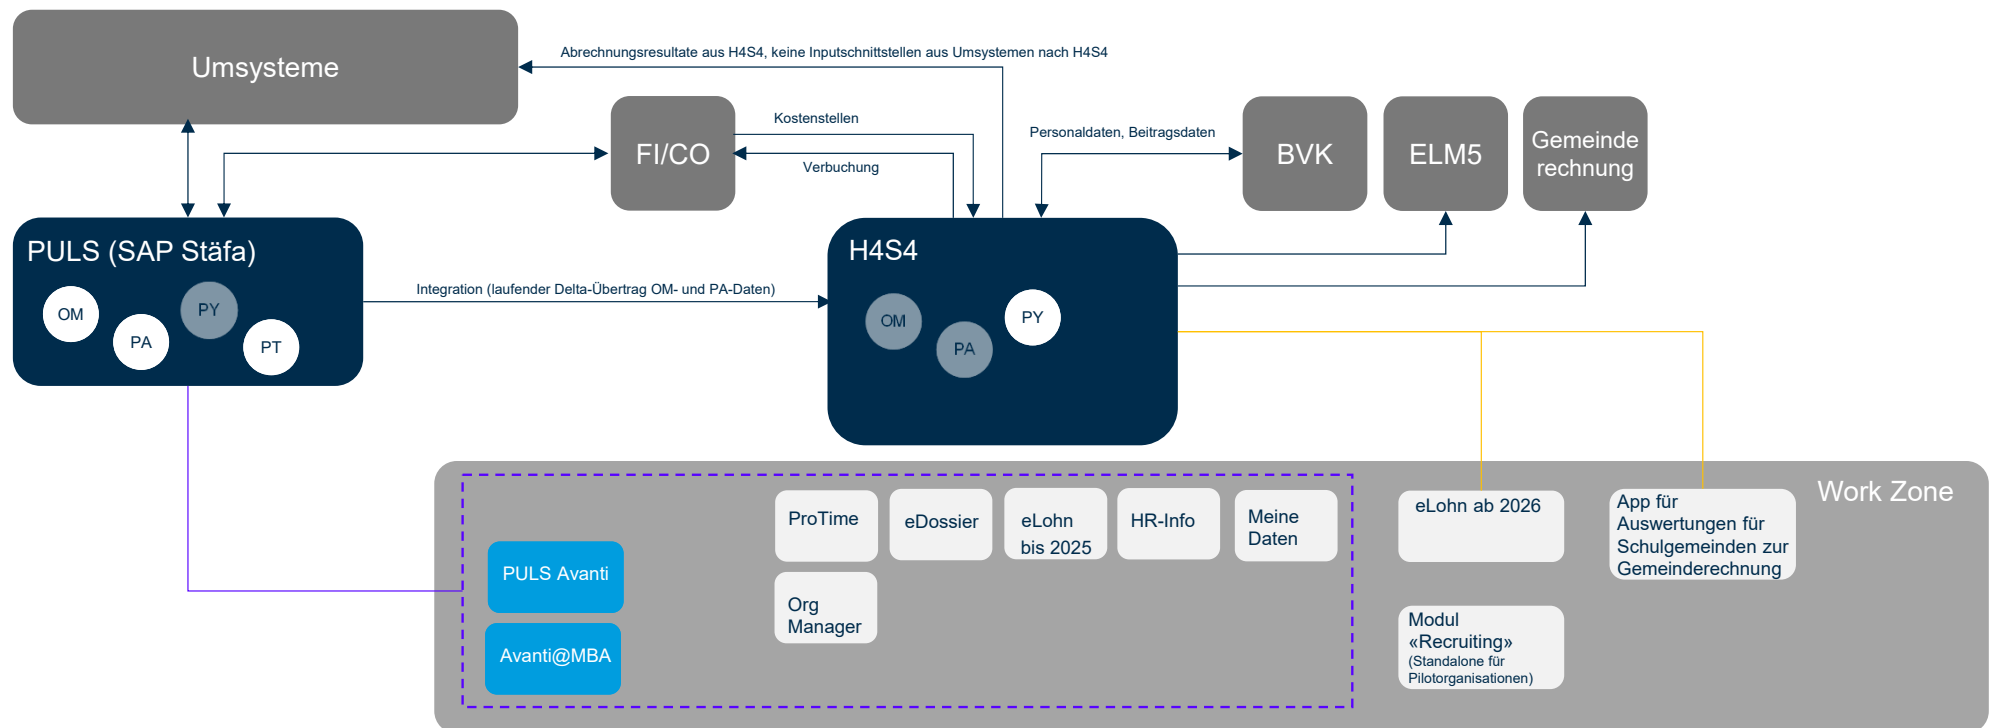 Umsysteme
Abrechnungsresultate aus H4S4, keine Inputschnittstellen aus Umsystemen nach H4S4
FI/CO
Kostenstellen
Verbuchung
Personaldaten, Beitragsdaten
BVK
ELM5
Gemeinde
rechnung
PULS (SAP Stäfa)
OM
PA
PY
PT
Integration (laufender Delta-Übertrag OM- und PA-Daten)
H4S4
OM
PA
PY
Work Zone
PULS Avanti
Avanti@MBA
ProTime
eDossier
eLohn
bis 2025
HR-Info
Meine
Daten
Org
Manager
eLohn ab 2026
App für
Auswertungen für
Schulgemeinden zur
Gemeinderechnung
Modul
«Recruiting»
(Standalone für
Pilotorganisationen)